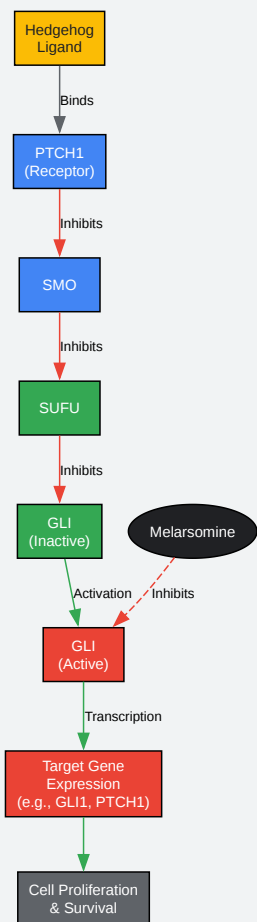 Hedgehog
Ligand
Binds
PTCH1
(Receptor)
Inhibits
SMO
Inhibits
SUFU
Inhibits
GLI
(Inactive)
Melarsomine
Activation
Inhibits
GLI
(Active)
Transcription
Target Gene
Expression
(e.g., GLI1, PTCH1)
Cell Proliferation
& Survival